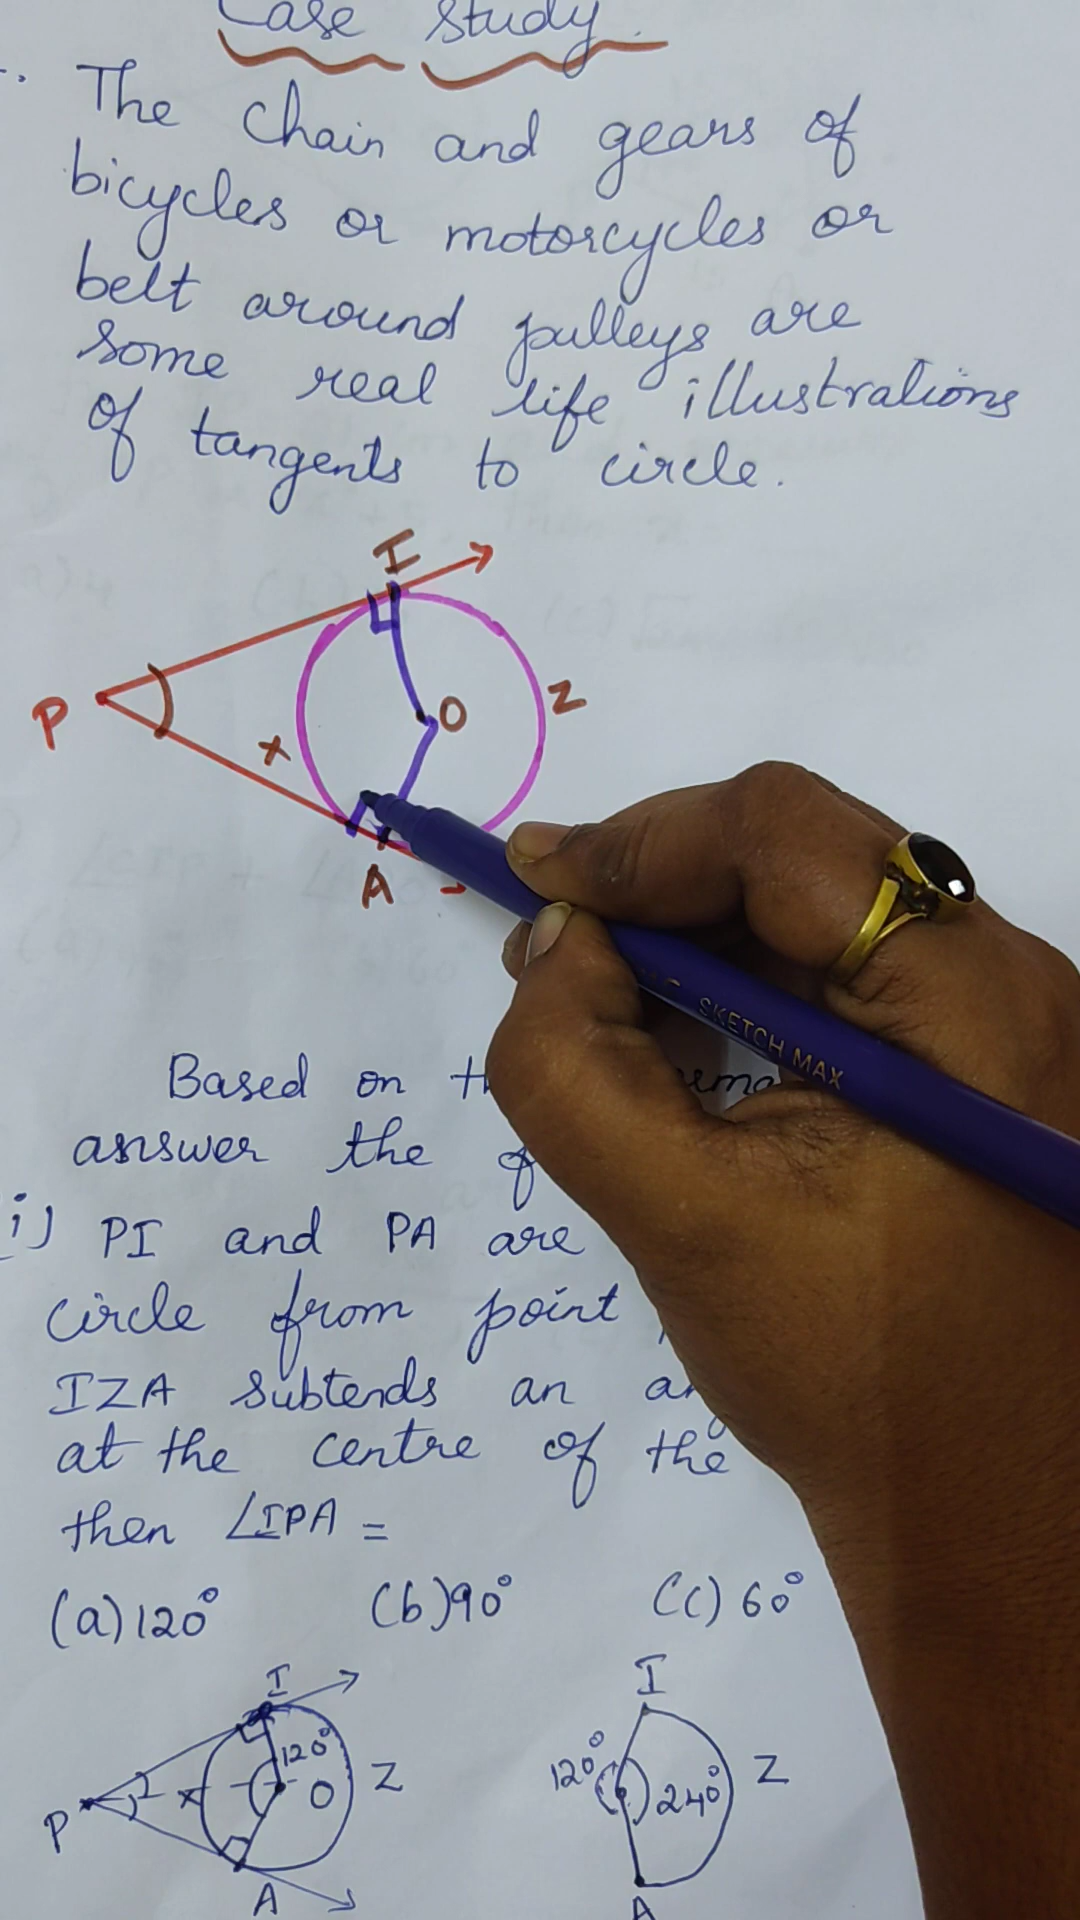 Case Study.
The chain and gears of
bicycles or motorcycles or
belt around pulleys are
some real life illustrations
of tangents to circle.
I
P
O
Z
x
A
SKETCH MAX
Based on
answer the
(i) PI and PA are
circle from point
IZA subtends an
at the centre of the
then ∠IPA =
(a) 120° (b) 90° (c) 60°
I
120°
P
x
O
Z
A
I
120°
240°
Z
A